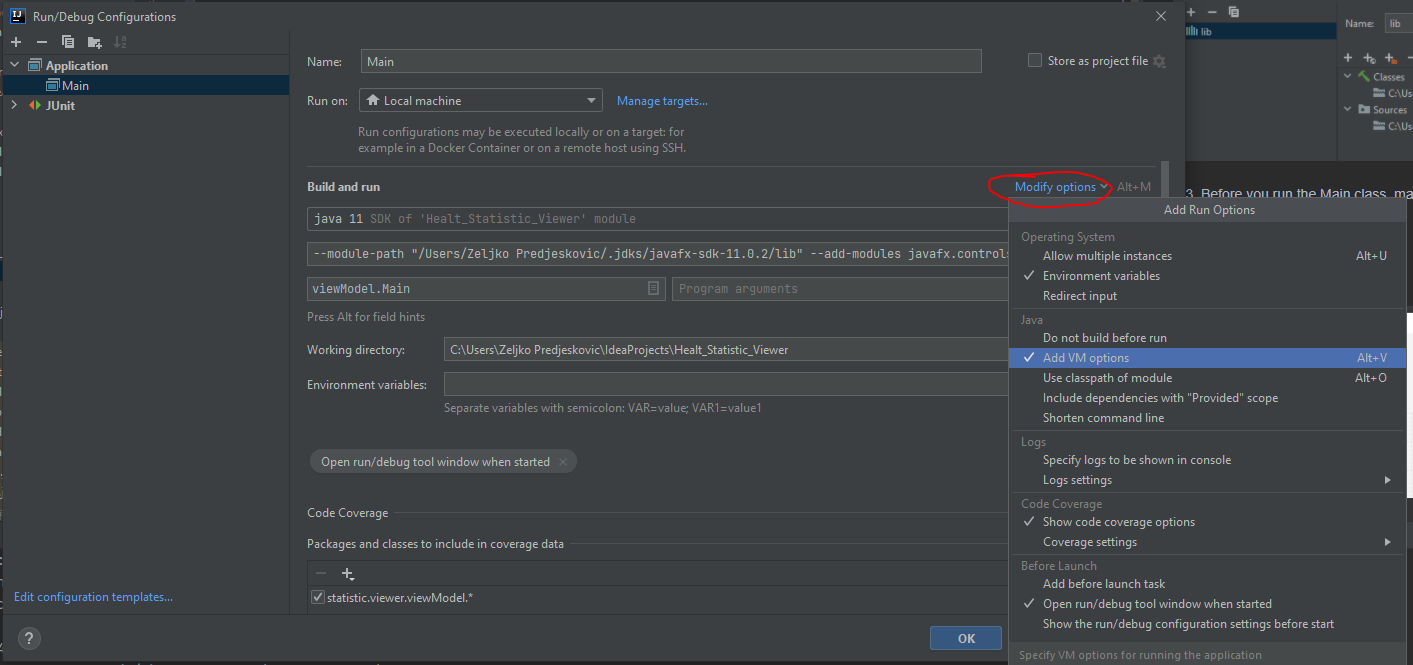 Run/Debug Configurations
Application
Main
JUnit
Edit configuration templates...
Name: Main
Store as project file
Run on: Local machine
Manage targets...
Run configurations may be executed locally or on a target: for
example in a Docker Container or on a remote host using SSH.
Build and run
Modify options Alt+M
java 11 SDK of 'Healt_Statistic_Viewer' module
--module-path "/Users/Zeljko Predjeskovic/.jdks/javafx-sdk-11.0.2/lib" --add-modules javafx.controls
viewModel.Main
Program arguments
Press Alt for field hints
Working directory: C:\Users\Zeljko Predjeskovic\IdeaProjects\Healt_Statistic_Viewer
Environment variables:
Separate variables with semicolon: VAR=value; VAR1=value1
Open run/debug tool window when started
Code Coverage
Packages and classes to include in coverage data
statistic.viewer.viewModel.*
?
OK
Add Run Options
Operating System
Allow multiple instances Alt+U
Environment variables
Redirect input
Java
Do not build before run
Add VM options Alt+V
Use classpath of module Alt+O
Include dependencies with "Provided" scope
Shorten command line
Logs
Specify logs to be shown in console
Logs settings
Code Coverage
Show code coverage options
Coverage settings
Before Launch
Add before launch task
Open run/debug tool window when started
Show the run/debug configuration settings before start
Specify VM options for running the application
lib
Name: lib
Classes
C:\Us
Sources
C:\Us
3. Before you run the Main class, ma